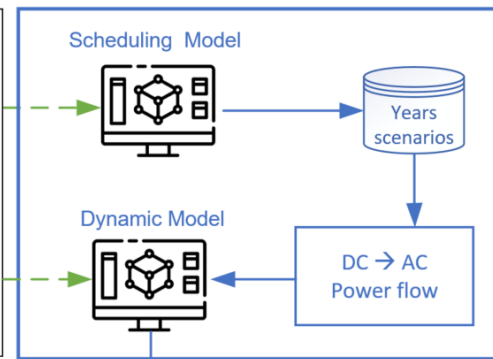 Scheduling Model
Years
scenarios
Dynamic Model
DC → AC
Power flow